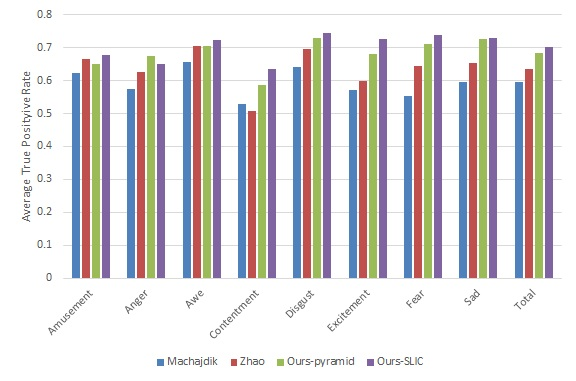 0.8
0.7
0.6
0.5
0.4
0.3
0.2
0.1
0
Average True Posityive Rate
Amusement
Anger
Awe
Contentment
Disgust
Excitement
Fear
Sad
Total
Machajdik Zhao Ours-pyramid Ours-SLIC